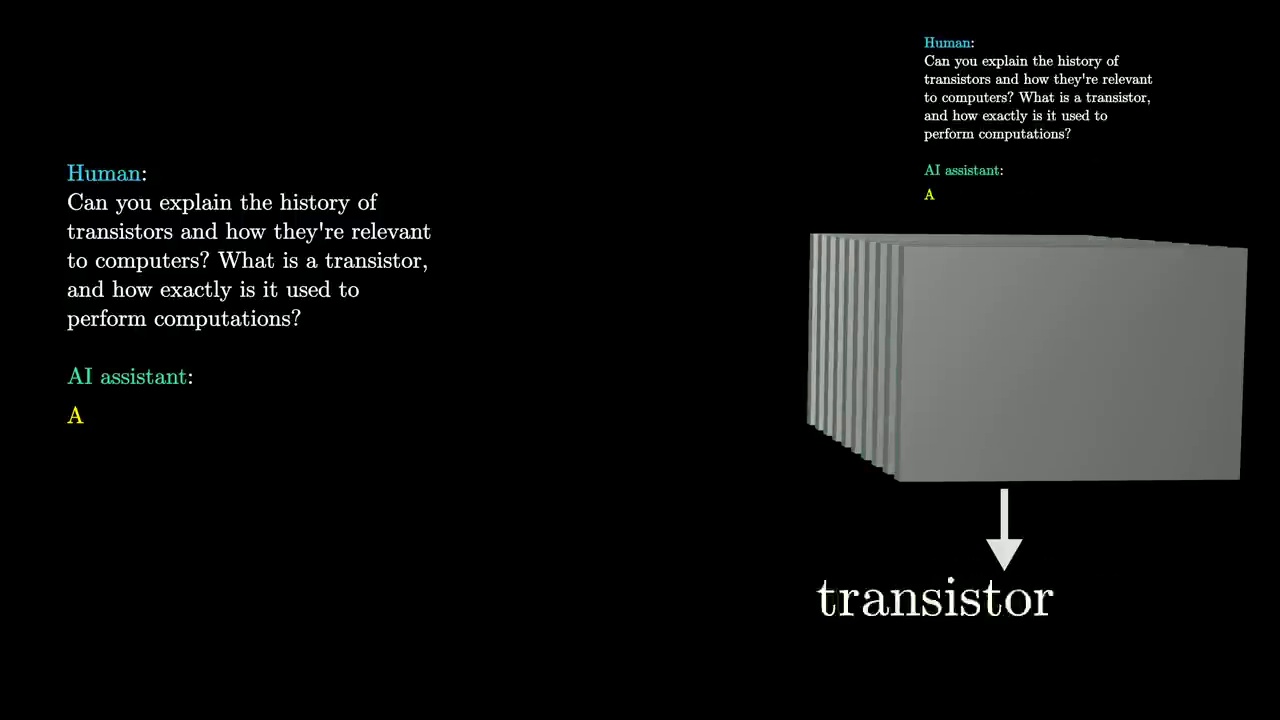 Human:
Can you explain the history of
transistors and how they're relevant
to computers? What is a transistor,
and how exactly is it used to
perform computations?
AI assistant:
A
Human:
Can you explain the history of
transistors and how they're relevant
to computers? What is a transistor,
and how exactly is it used to
perform computations?
AI assistant:
A
transistor